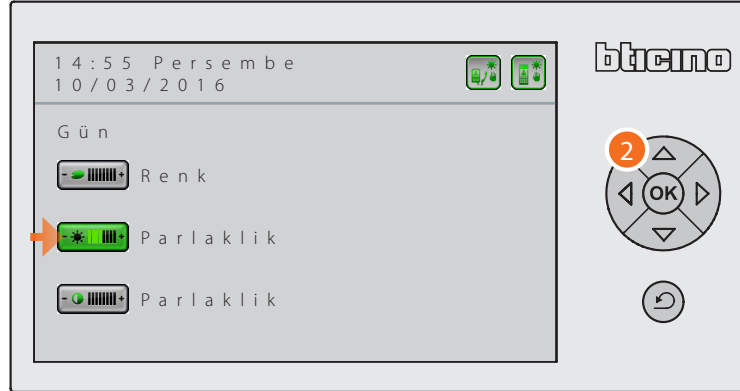 14:55 Persembe
10/03/2016
Gün
Renk
Parlaklik
Parlaklik
bticino
2
OK